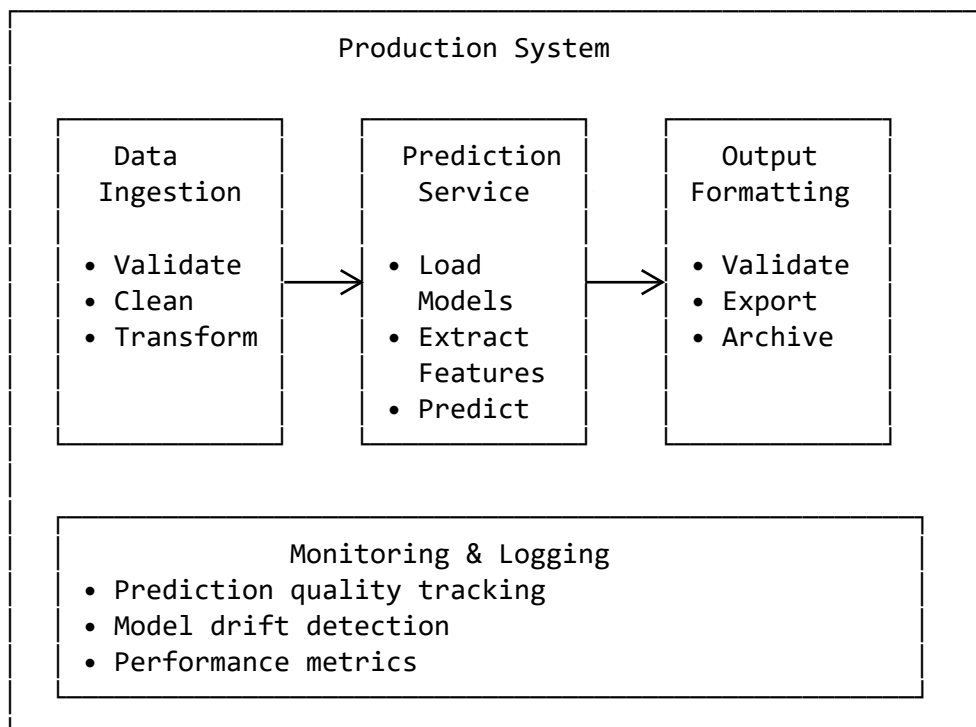 Production System
Data
Ingestion
• Validate
• Clean
• Transform
Prediction
Service
• Load
Models
• Extract
Features
• Predict
Output
Formatting
• Validate
• Export
• Archive
Monitoring & Logging
• Prediction quality tracking
• Model drift detection
• Performance metrics